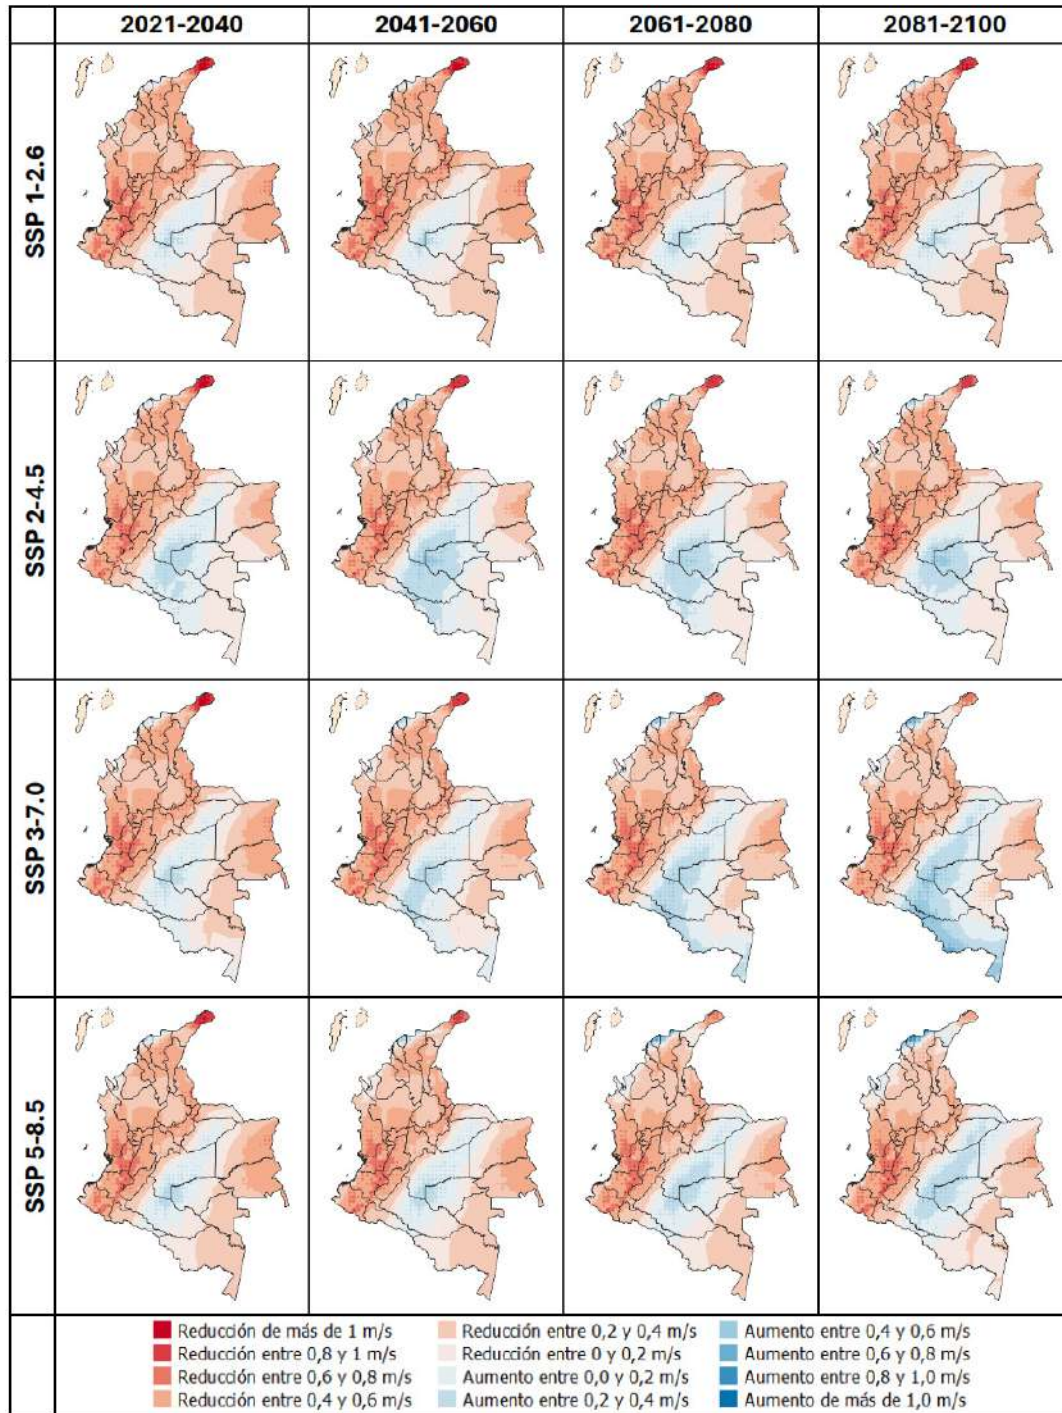 2021-2040 2041-2060 2061-2080 2081-2100
SSP 1-2.6
SSP 2-4.5
SSP 3-7.0
SSP 5-8.5
Reducción de más de 1 m/s Reducción entre 0,2 y 0,4 m/s Aumento entre 0,4 y 0,6 m/s
Reducción entre 0,8 y 1 m/s Reducción entre 0 y 0,2 m/s Aumento entre 0,6 y 0,8 m/s
Reducción entre 0,6 y 0,8 m/s Aumento entre 0,0 y 0,2 m/s Aumento entre 0,8 y 1,0 m/s
Reducción entre 0,4 y 0,6 m/s Aumento entre 0,2 y 0,4 m/s Aumento de más de 1,0 m/s